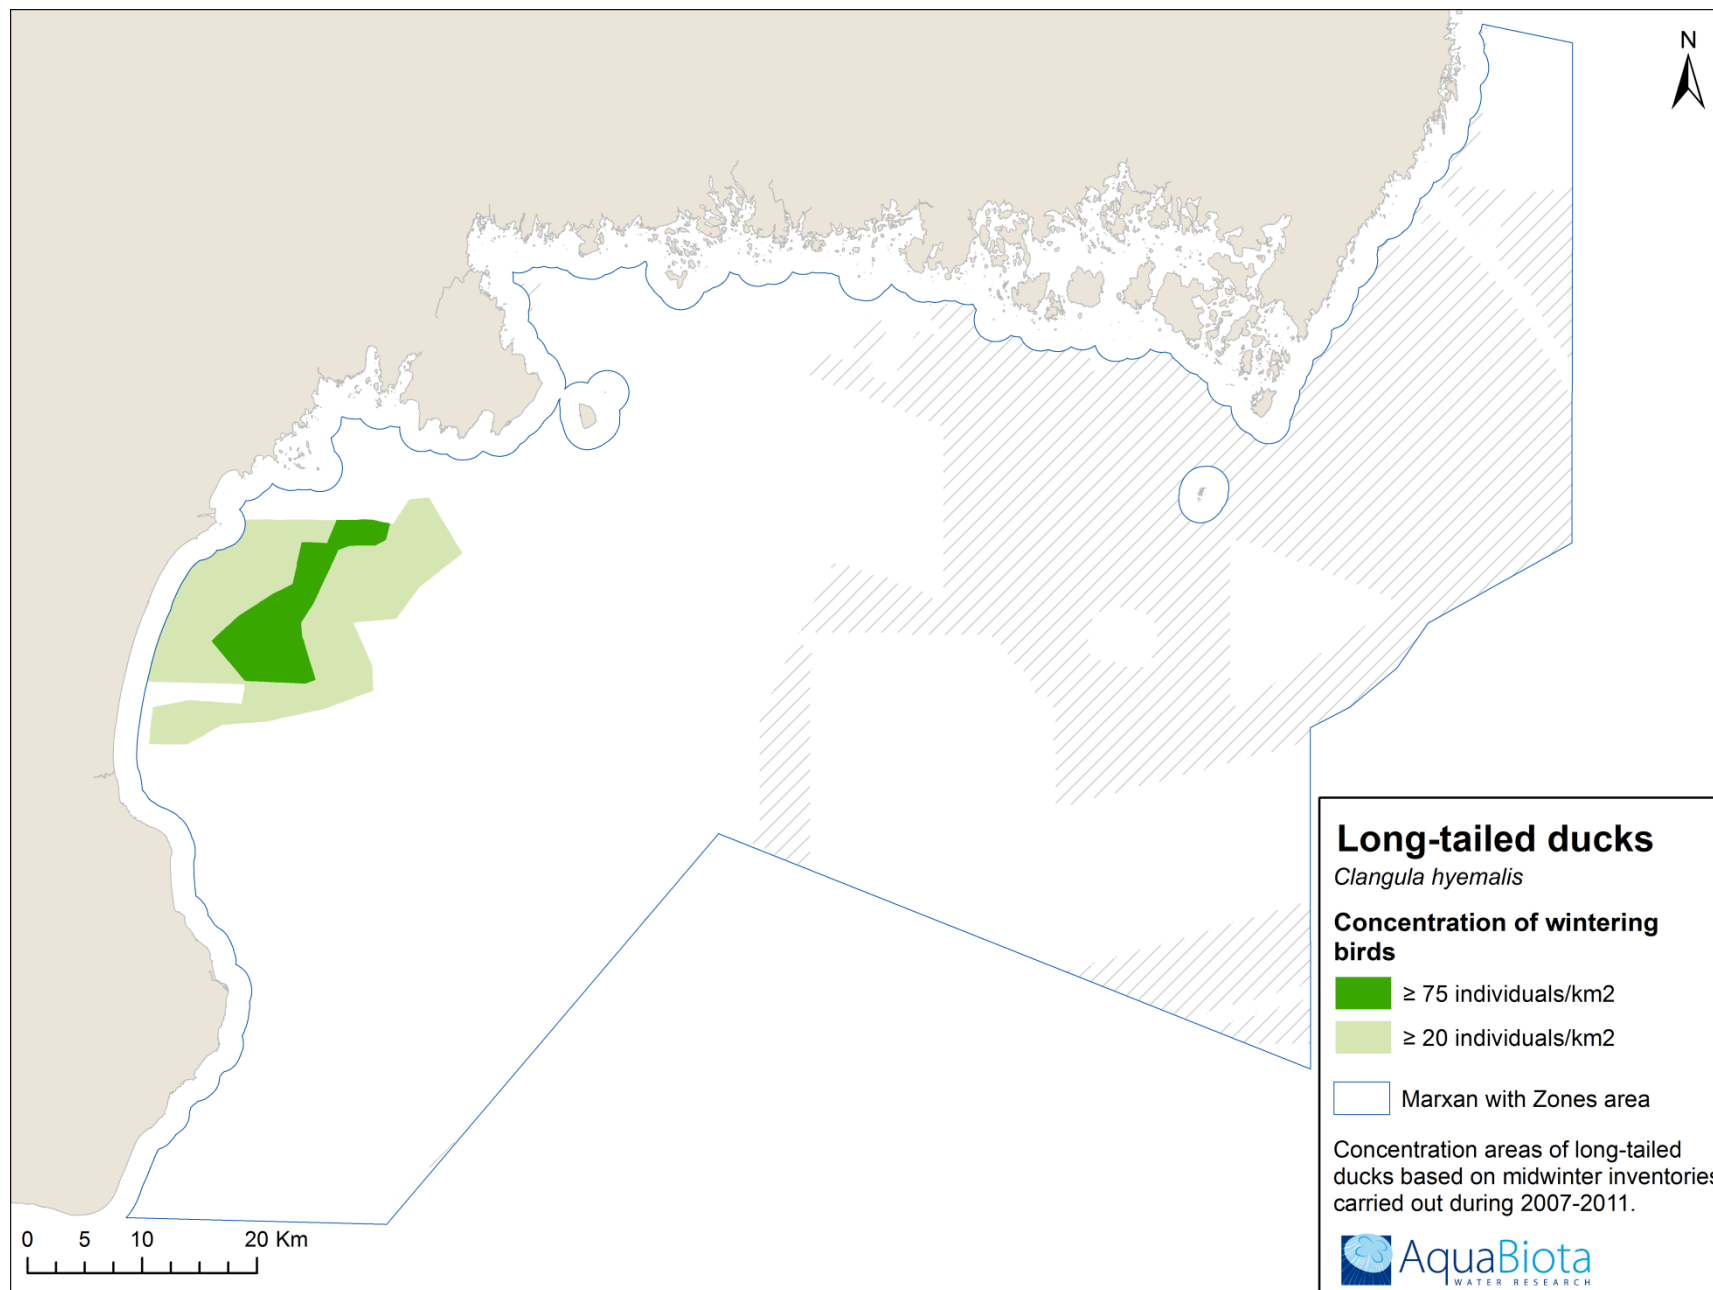 N
Long-tailed ducks
Clangula hyemalis
Concentration of wintering
birds
≥ 75 individuals/km2
≥ 20 individuals/km2
Marxan with Zones area
Concentration areas of long-tailed
ducks based on midwinter inventories
carried out during 2007-2011.
0 5 10 20 Km
AquaBiota
WATER RESEARCH